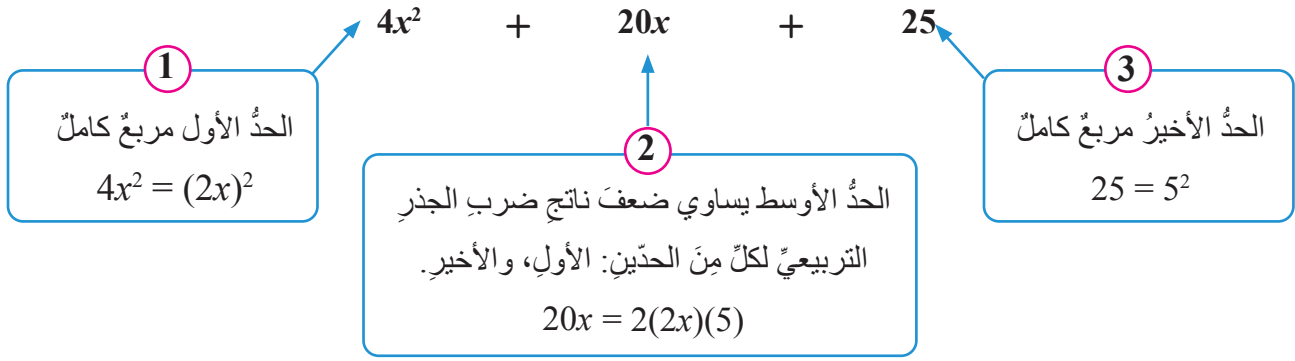 4x² + 20x + 25
1
الحدُّ الأول مربعٌ كاملٌ
4x² = (2x)²
2
الحدُّ الأوسط يساوي ضعفَ ناتجِ ضربِ الجذرِ
التربيعيِّ لكلِّ مِنَ الحدّينِ: الأولِ، والأخيرِ.
20x = 2(2x)(5)
3
الحدُّ الأخيرُ مربعٌ كاملٌ
25 = 5²